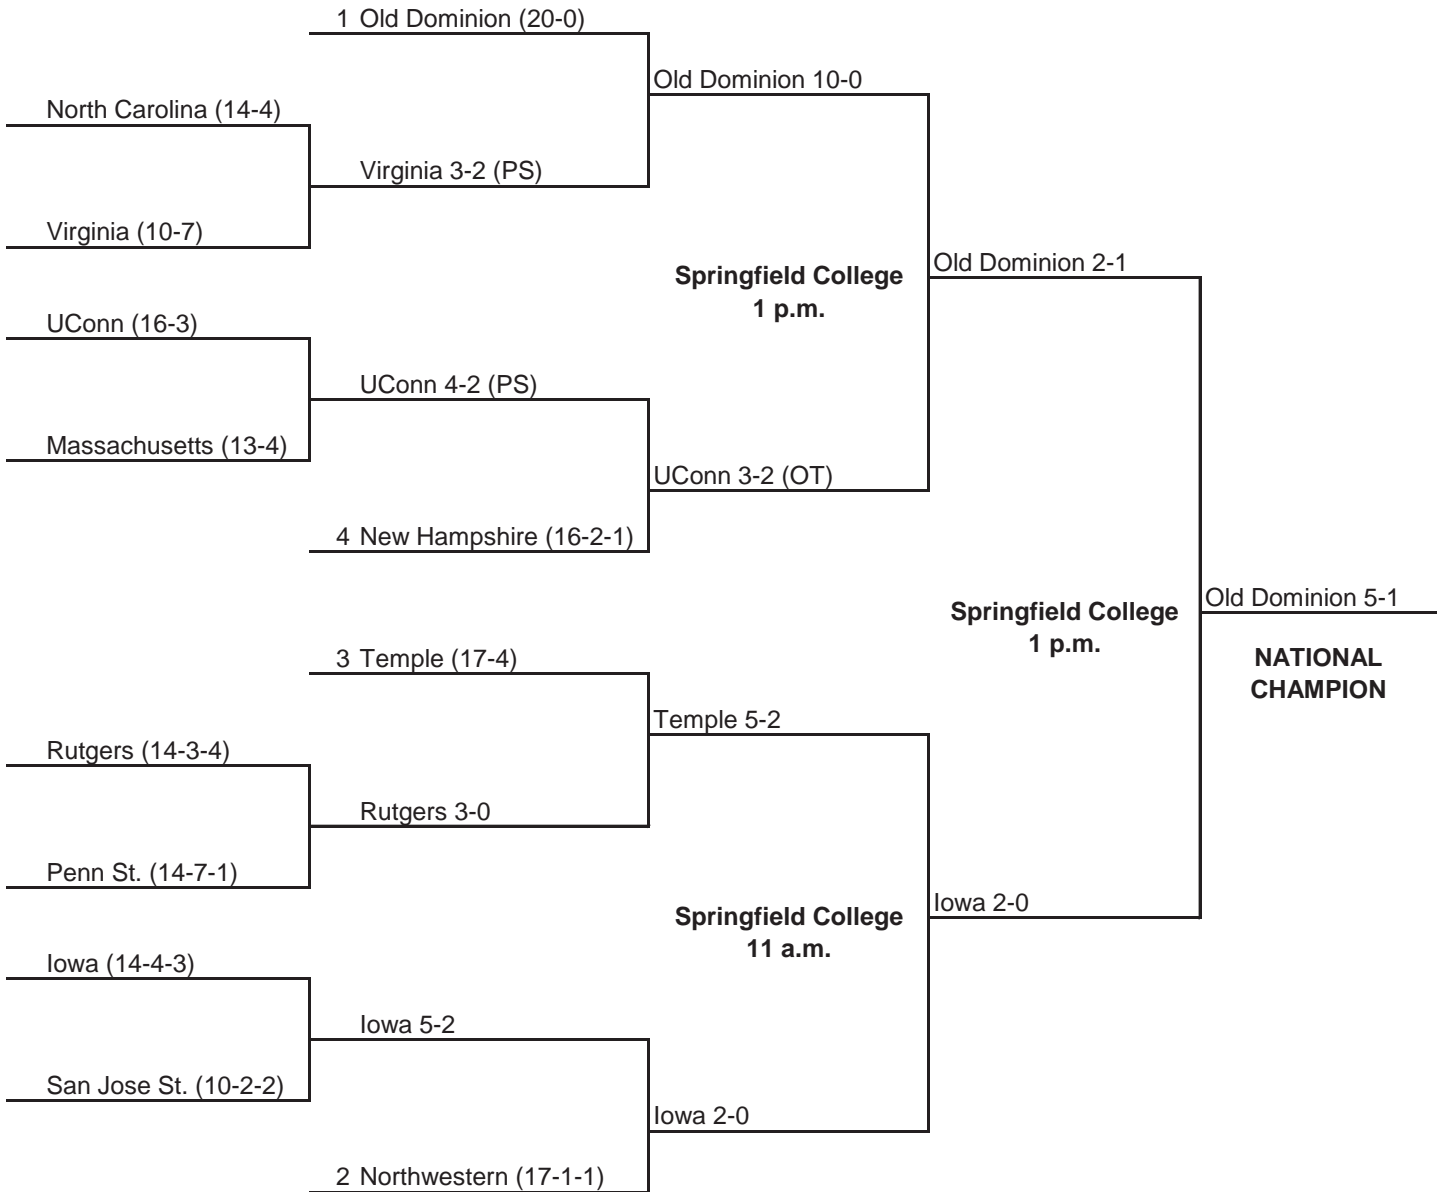 1 Old Dominion (20-0)
Old Dominion 10-0
North Carolina (14-4)
Virginia 3-2 (PS)
Virginia (10-7)
Springfield College
1 p.m.
Old Dominion 2-1
UConn (16-3)
UConn 4-2 (PS)
Massachusetts (13-4)
UConn 3-2 (OT)
4 New Hampshire (16-2-1)
Springfield College
1 p.m.
Old Dominion 5-1
NATIONAL
CHAMPION
3 Temple (17-4)
Temple 5-2
Rutgers (14-3-4)
Rutgers 3-0
Penn St. (14-7-1)
Springfield College
11 a.m.
Iowa 2-0
Iowa (14-4-3)
Iowa 5-2
San Jose St. (10-2-2)
Iowa 2-0
2 Northwestern (17-1-1)